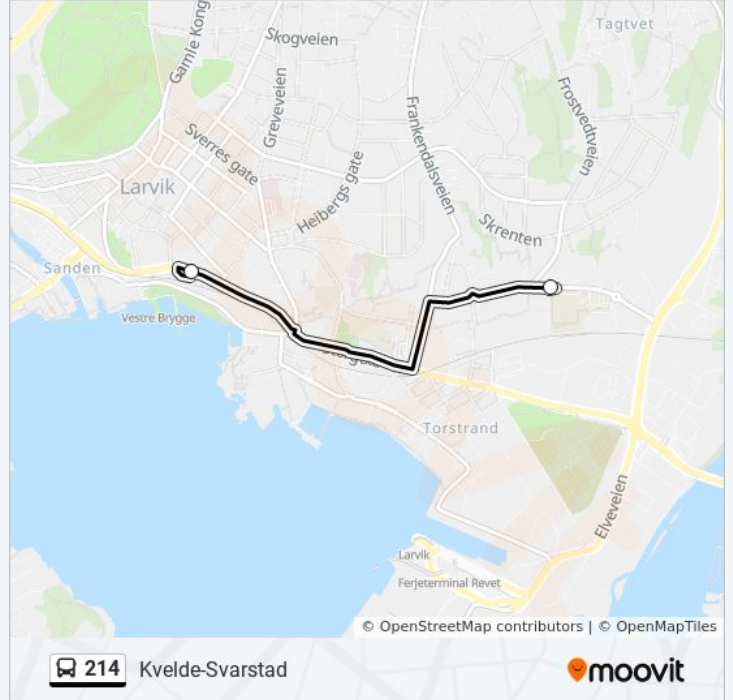 Tagtvet
Skogveien
Gamle Kong
Greveveien
Frostvedtveien
Frankendalsveien
Sverres gate
Heibergs gate
Larvik
Skrenten
Sanden
Vestre Brygge
Torstrand
Elveveien
Larvik
Ferjeterminal Revet
© OpenStreetMap contributors | © OpenMapTiles
214 Kvelde-Svarstad
moovit